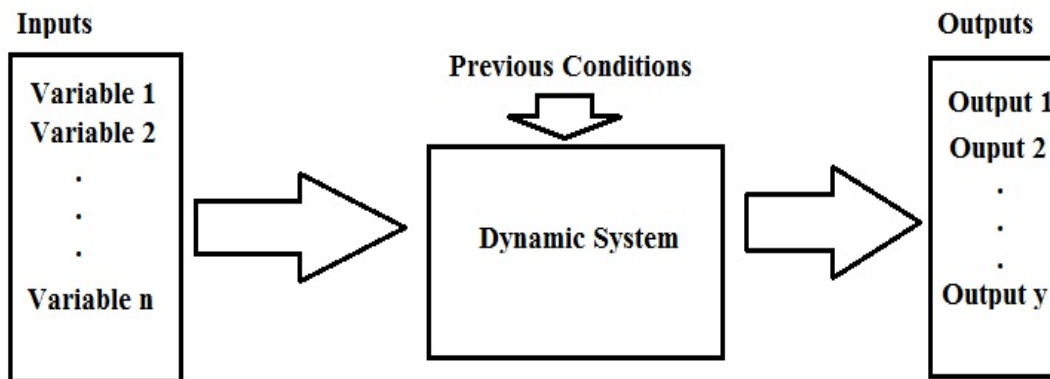 Inputs
Variable 1
Variable 2
.
.
.
Variable n
Previous Conditions
Dynamic System
Outputs
Output 1
Ouput 2
.
.
.
Output y